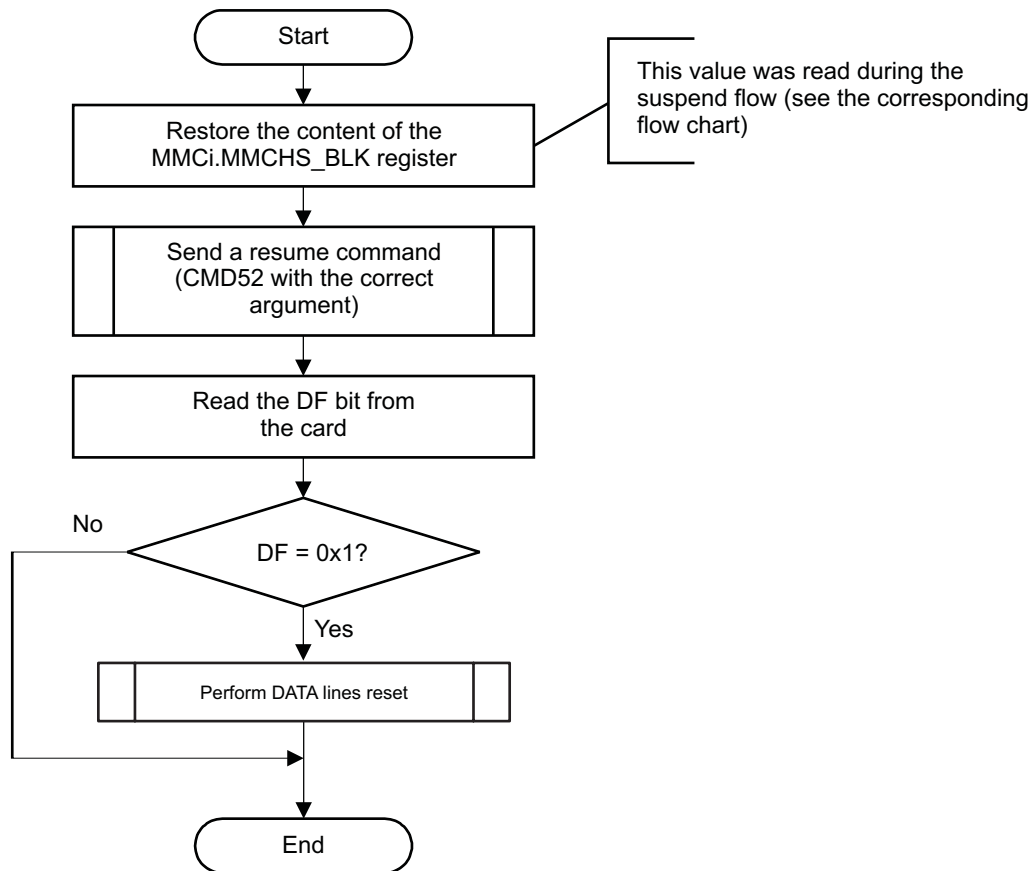 Start
This value was read during the
suspend flow (see the corresponding
flow chart)
Restore the content of the
MMCi.MMCHS_BLK register
Send a resume command
(CMD52 with the correct
argument)
Read the DF bit from
the card
No
DF = 0x1?
Yes
Perform DATA lines reset
End